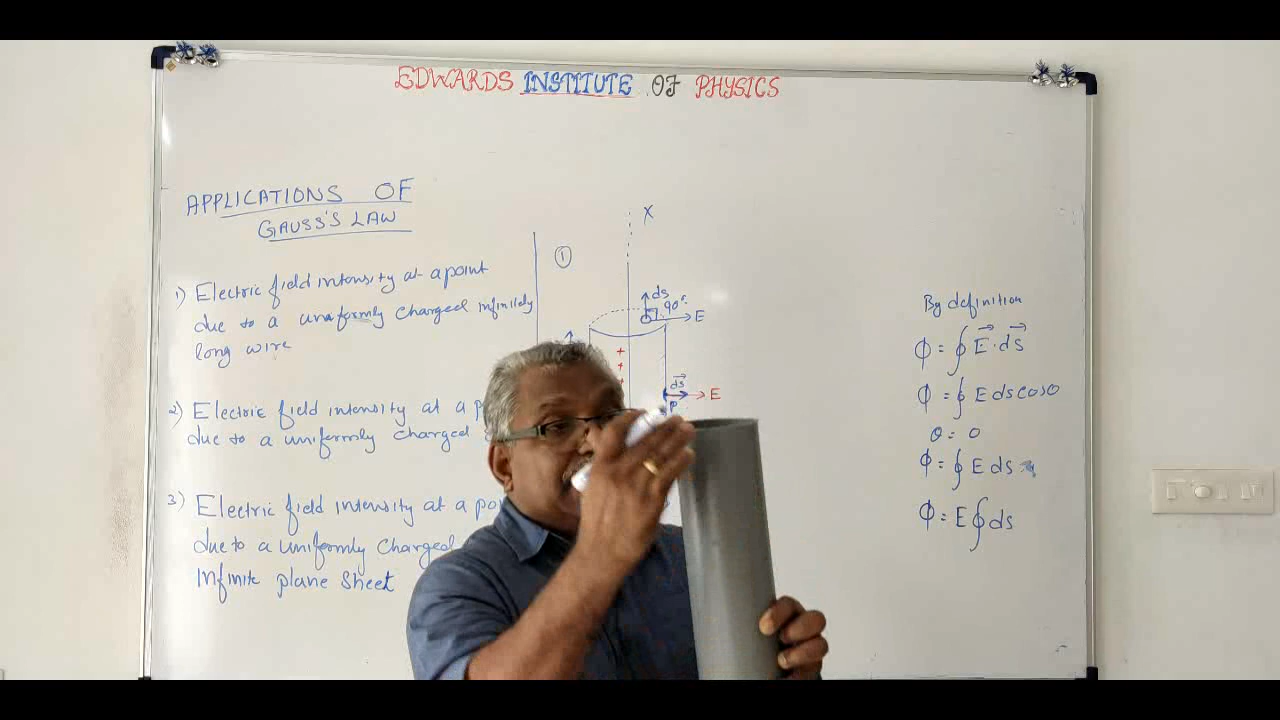 EDWARDS INSTITUTE OF PHYSICS
APPLICATIONS OF
GAUSS'S LAW
1) Electric field intensity at a point
due to a uniformly charged infinitely
long wire
2) Electric field intensity at a p
due to a uniformly charged
3) Electric field intensity at a po
due to a uniformly charged
Infinite plane sheet
①
X
ds
90°
E
+
+
+
ds
E
P
By definition
ϕ = ∮ E⃗ · ds⃗
ϕ = ∮ E ds cosθ
θ = 0
ϕ = ∮ E ds
ϕ = E ∮ ds